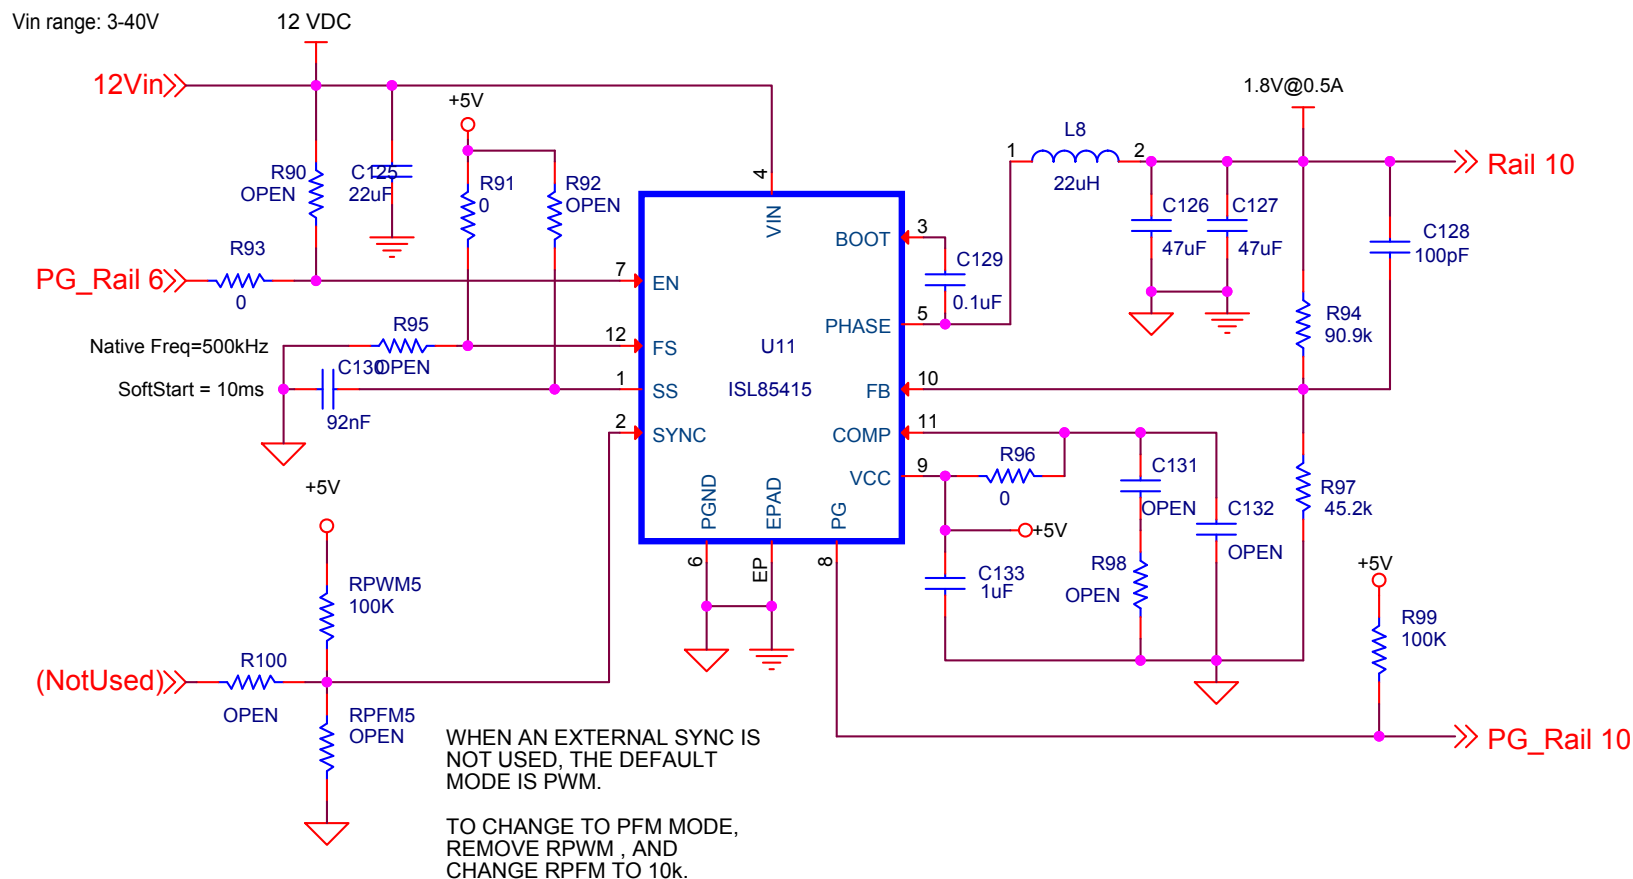 Vin range: 3-40V
12 VDC
12Vin
+5V
1.8V@0.5A
R90
OPEN
C125
22uF
R91
0
R92
OPEN
4
VIN
1
L8
2
22uH
Rail 10
C126
47uF
C127
47uF
C128
100pF
3
BOOT
C129
0.1uF
R93
0
PG_Rail 6
7
EN
5
PHASE
R94
90.9k
Native Freq=500kHz
R95
OPEN
12
FS
U11
SoftStart = 10ms
C130
92nF
1
SS
ISL85415
10
FB
2
SYNC
11
COMP
9
VCC
R96
0
C131
OPEN
C132
OPEN
R97
45.2k
PGND
EPAD
PG
6
EP
8
+5V
+5V
C133
1uF
R98
OPEN
+5V
R99
100K
RPWM5
100K
(NotUsed)
R100
OPEN
RPFM5
OPEN
PG_Rail 10
WHEN AN EXTERNAL SYNC IS
NOT USED, THE DEFAULT
MODE IS PWM.
TO CHANGE TO PFM MODE,
REMOVE RPWM , AND
CHANGE RPFM TO 10k.